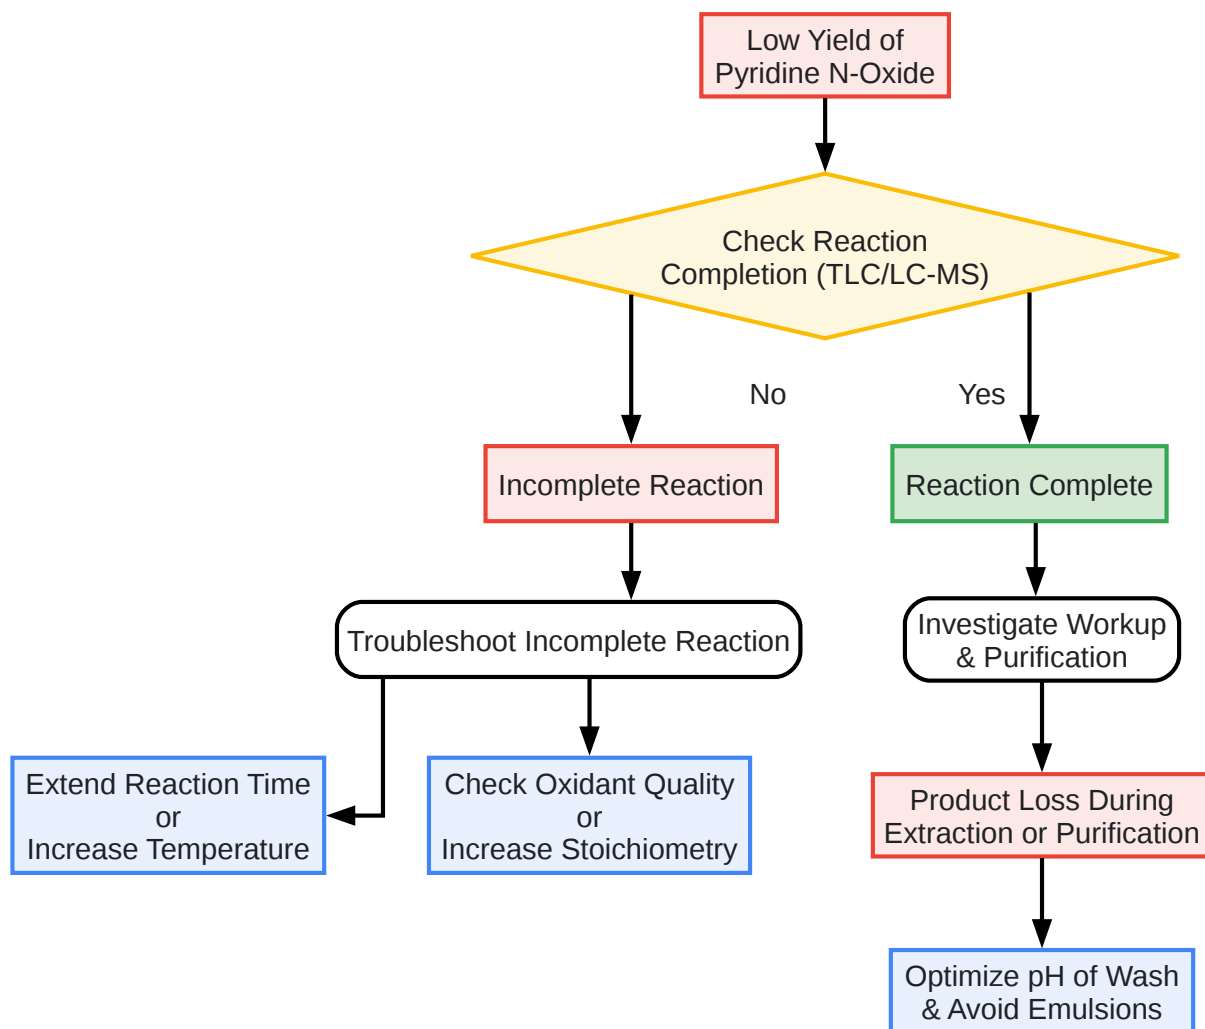 Low Yield of
Pyridine N-Oxide
Check Reaction
Completion (TLC/LC-MS)
No
Yes
Incomplete Reaction
Reaction Complete
Troubleshoot Incomplete Reaction
Investigate Workup
& Purification
Extend Reaction Time
or
Increase Temperature
Check Oxidant Quality
or
Increase Stoichiometry
Product Loss During
Extraction or Purification
Optimize pH of Wash
& Avoid Emulsions